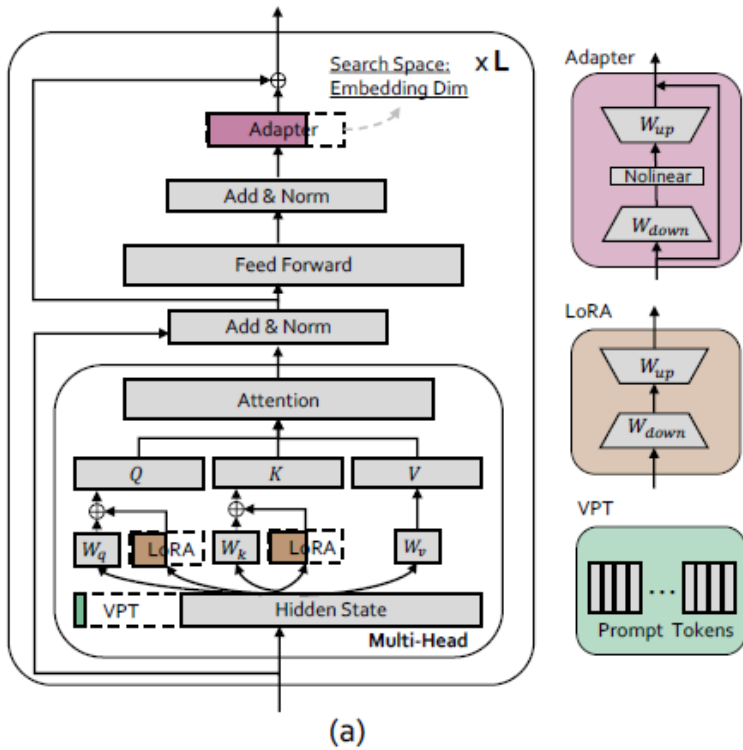 Search Space:
Embedding Dim
x L
Adapter
Add & Norm
Feed Forward
Add & Norm
Attention
Q
K
V
W_q
LoRA
W_k
LoRA
W_v
VPT
Hidden State
Multi-Head
Adapter
W_up
Nolinear
W_down
LoRA
W_up
W_down
VPT
...
Prompt Tokens
(a)